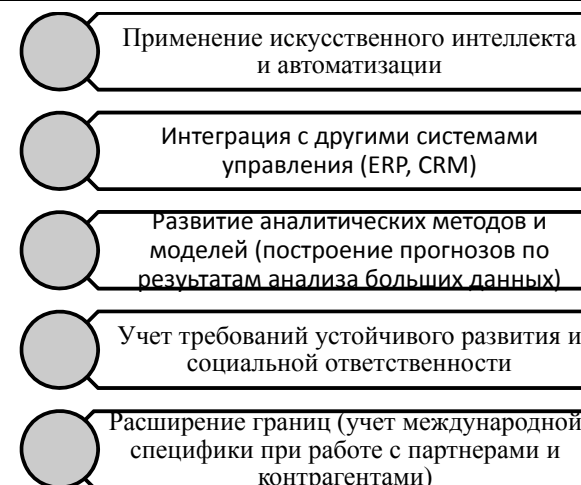 Применение искусственного интеллекта
и автоматизации
Интеграция с другими системами
управления (ERP, CRM)
Развитие аналитических методов и
моделей (построение прогнозов по
резуьтатам анализа больших данных)
Учет требований устойчивого развития и
социальной ответственности
Расширение границ (учет международной
специфики при работе с партнерами и
контрагентами)